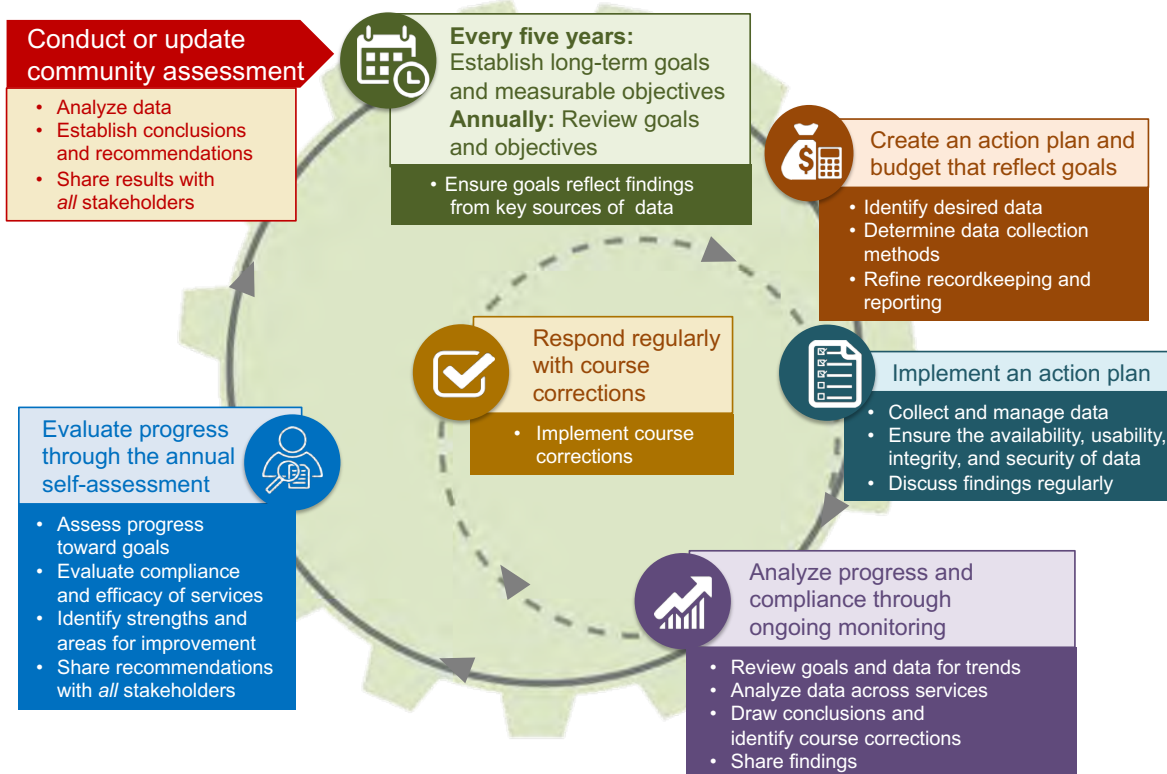 Conduct or update
community assessment
• Analyze data
• Establish conclusions
and recommendations
• Share results with
all stakeholders
Every five years:
Establish long-term goals
and measurable objectives
Annually: Review goals
and objectives
• Ensure goals reflect findings
from key sources of data
Create an action plan and
budget that reflect goals
• Identify desired data
• Determine data collection
methods
• Refine recordkeeping and
reporting
Implement an action plan
• Collect and manage data
• Ensure the availability, usability,
integrity, and security of data
• Discuss findings regularly
Analyze progress and
compliance through
ongoing monitoring
• Review goals and data for trends
• Analyze data across services
• Draw conclusions and
identify course corrections
• Share findings
Respond regularly
with course
corrections
• Implement course
corrections
Evaluate progress
through the annual
self-assessment
• Assess progress
toward goals
• Evaluate compliance
and efficacy of services
• Identify strengths and
areas for improvement
• Share recommendations
with all stakeholders